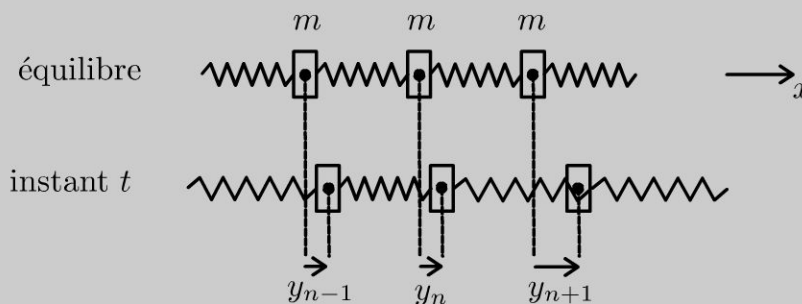 m m m
équilibre
x
instant t
y_{n-1} y_n y_{n+1}